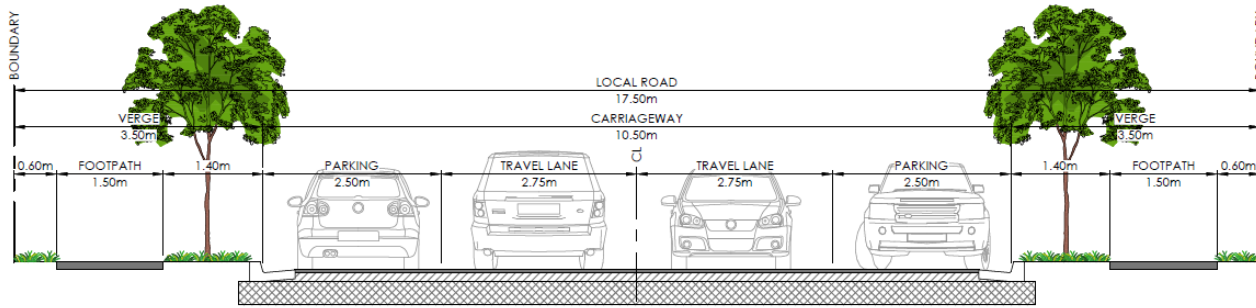 BOUNDARY
LOCAL ROAD
17.50m
VERGE
3.50m
CARRIAGEWAY
10.50m
VERGE
3.50m
CL
0.60m
FOOTPATH
1.50m
1.40m
PARKING
2.50m
TRAVEL LANE
2.75m
TRAVEL LANE
2.75m
PARKING
2.50m
1.40m
FOOTPATH
1.50m
0.60m